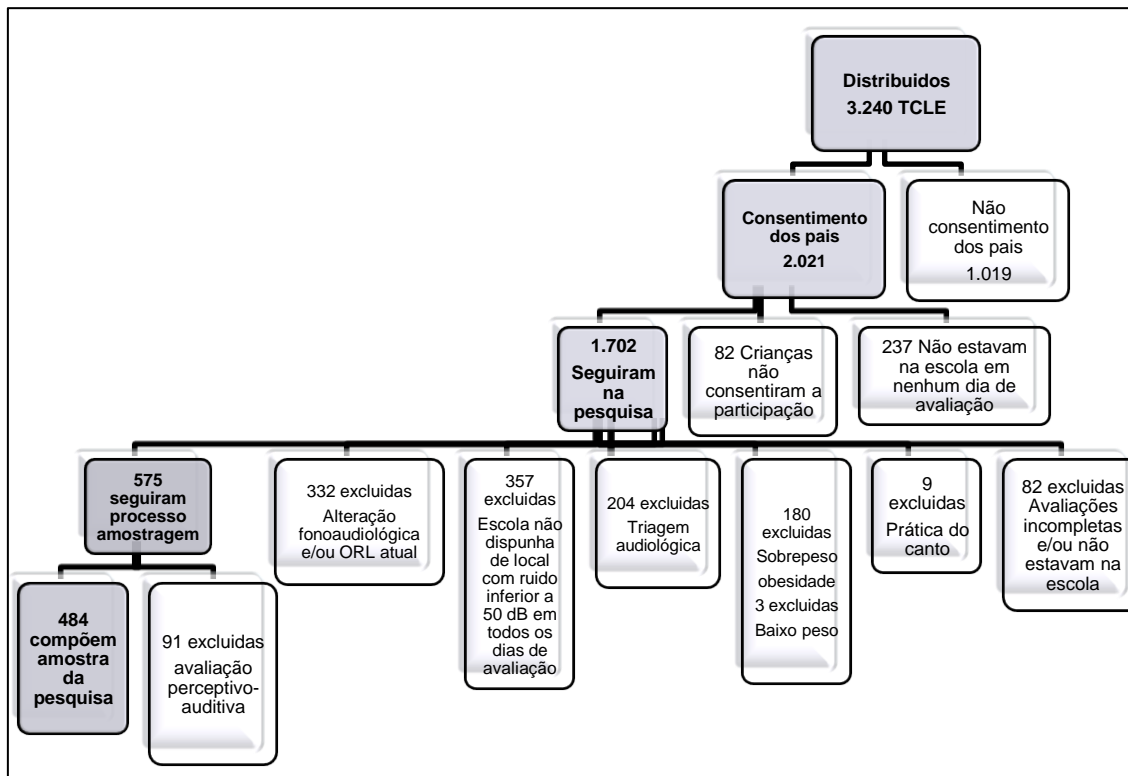 Distribuidos
3.240 TCLE
Consentimento
dos pais
2.021
Não
consentimento
dos pais
1.019
1.702
Seguiram
na
pesquisa
82 Crianças
não
consentiram a
participação
237 Não estavam
na escola em
nenhum dia de
avaliação
575
seguiram
processo
amostragem
332 excluidas
Alteração
fonoaudiológica
e/ou ORL atual
357
excluidas
Escola não
dispunha de
local com
ruido
inferior a
50 dB em
todos os
dias de
avaliação
204 excluidas
Triagem
audiológica
180
excluidas
Sobrepeso
obesidade
3 excluidas
Baixo peso
9
excluidas
Prática do
canto
82 excluidas
Avaliações
incompletas
e/ou não
estavam na
escola
484
compõem
amostra
da
pesquisa
91 excluidas
avaliação
perceptivo-
auditiva